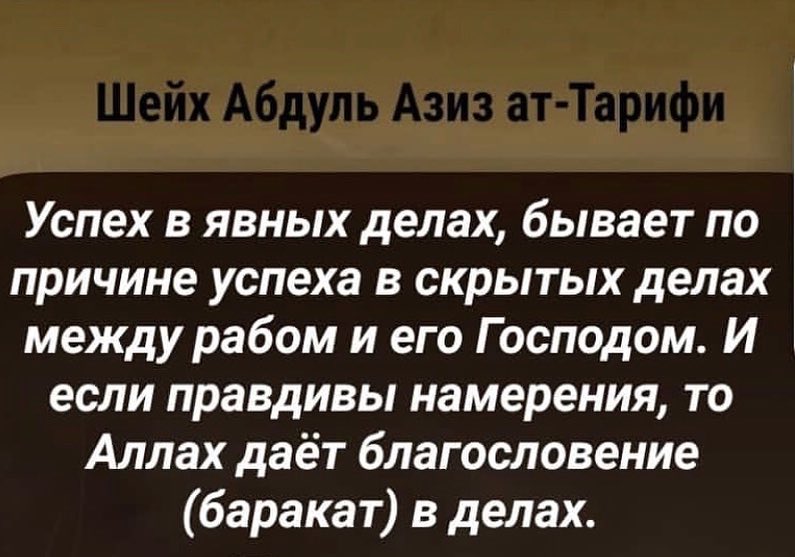 Шейх Абдуль Азиз ат-Тарифи
Успех в явных делах, бывает по
причине успеха в скрытых делах
между рабом и его Господом. И
если правдивы намерения, то
Аллах даёт благословение
(баракат) в делах.